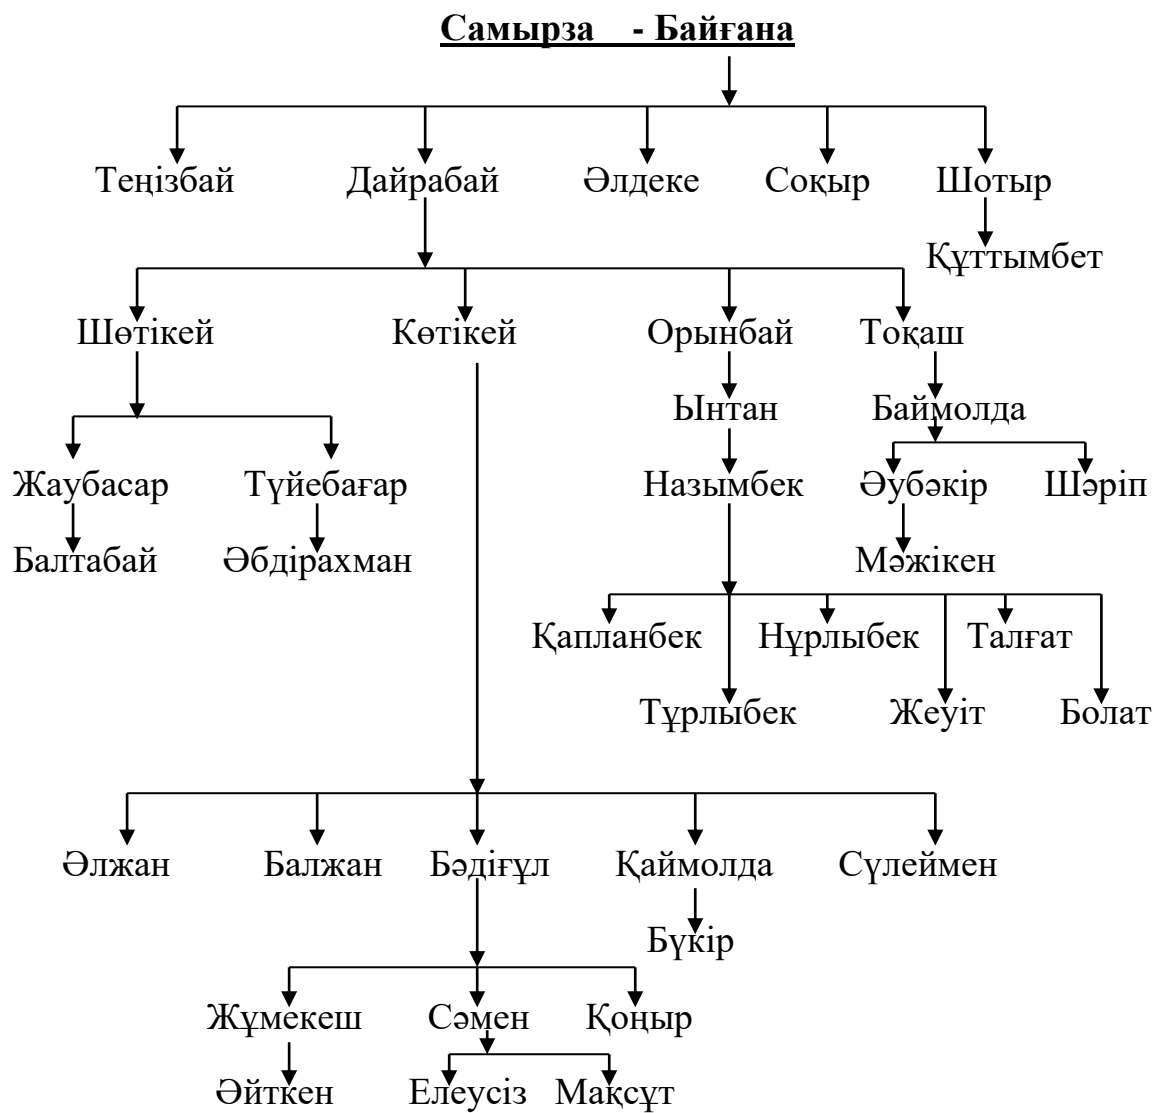 Самырза - Байғана
Теңізбай Дайрабай Әлдеке Соқыр Шотыр
Құттымбет
Шөтікей Көтікей Орынбай Тоқаш
Ынтан Баймолда
Жаубасар Түйебағар Назымбек Әубәкір Шәріп
Балтабай Әбдірахман Мәжікен
Қапланбек Нұрлыбек Талғат
Тұрлыбек Жеуіт Болат
Әлжан Балжан Бәдіғұл Қаймолда Сүлеймен
Бүкір
Жұмекеш Сәмен Қоңыр
Әйткен Елеусіз Мақсұт